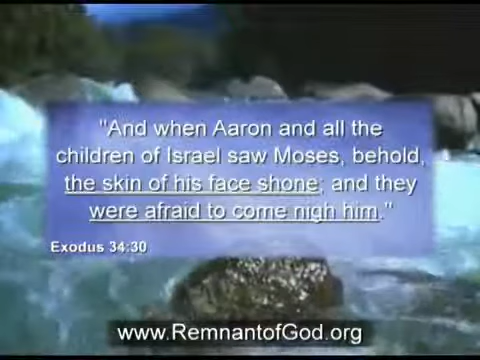 "And when Aaron and all the
children of Israel saw Moses, behold,
the skin of his face shone; and they
were afraid to come nigh him."
Exodus 34:30
www.RemnantofGod.org